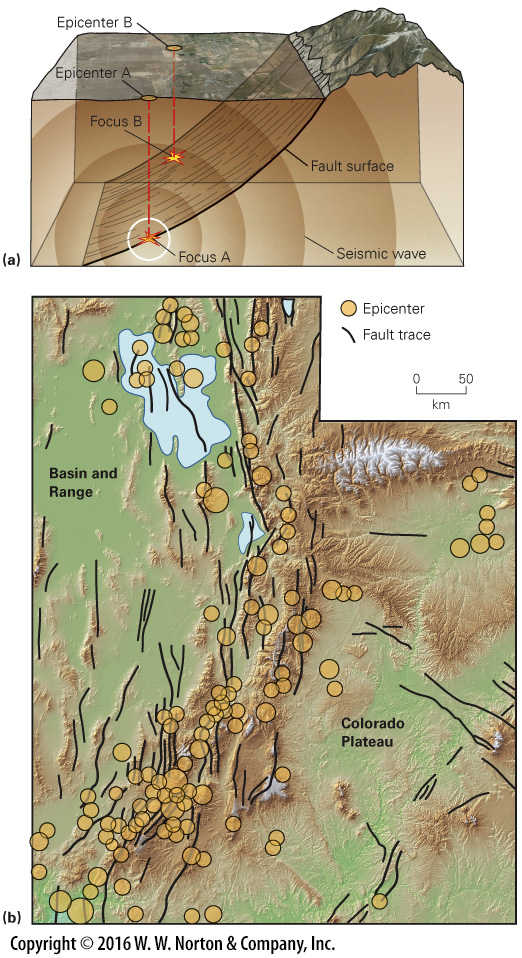 Epicenter B
Epicenter A
Focus B
Fault surface
Focus A
Seismic wave
(a)
Epicenter
Fault trace
0 50
km
Basin and
Range
Colorado
Plateau
(b)
Copyright © 2016 W. W. Norton & Company, Inc.